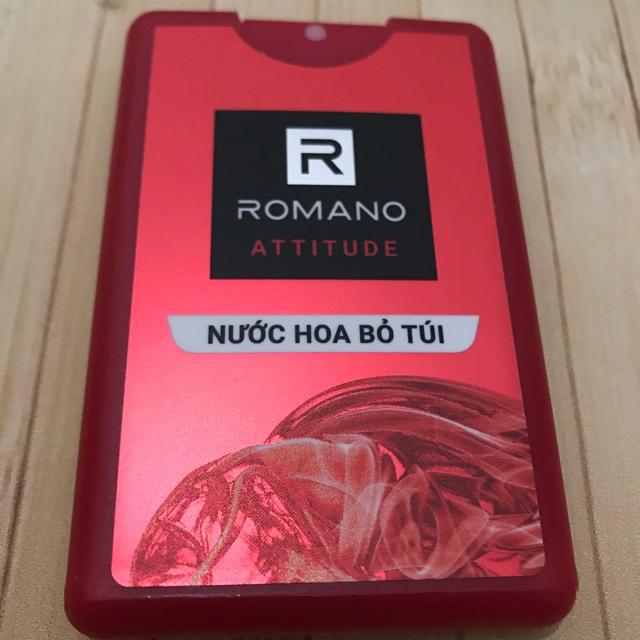 R
ROMANO
ATTITUDE
NƯỚC HOA BỎ TÚI